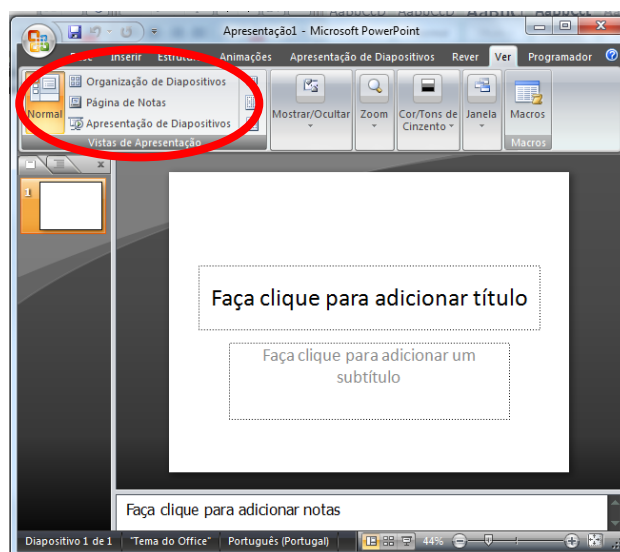 Apresentação1 - Microsoft PowerPoint
Inserir Animações Apresentação de Diapositivos Rever Ver Programador
Normal
Organização de Diapositivos
Página de Notas
Apresentação de Diapositivos
Vistas de Apresentação
Mostrar/Ocultar
Zoom
Cor/Tons de
Cinzento
Janela
Macros
Macros
1
Faça clique para adicionar título
Faça clique para adicionar um
subtítulo
Faça clique para adicionar notas
Diapositivo 1 de 1 "Tema do Office" Português (Portugal) 44%